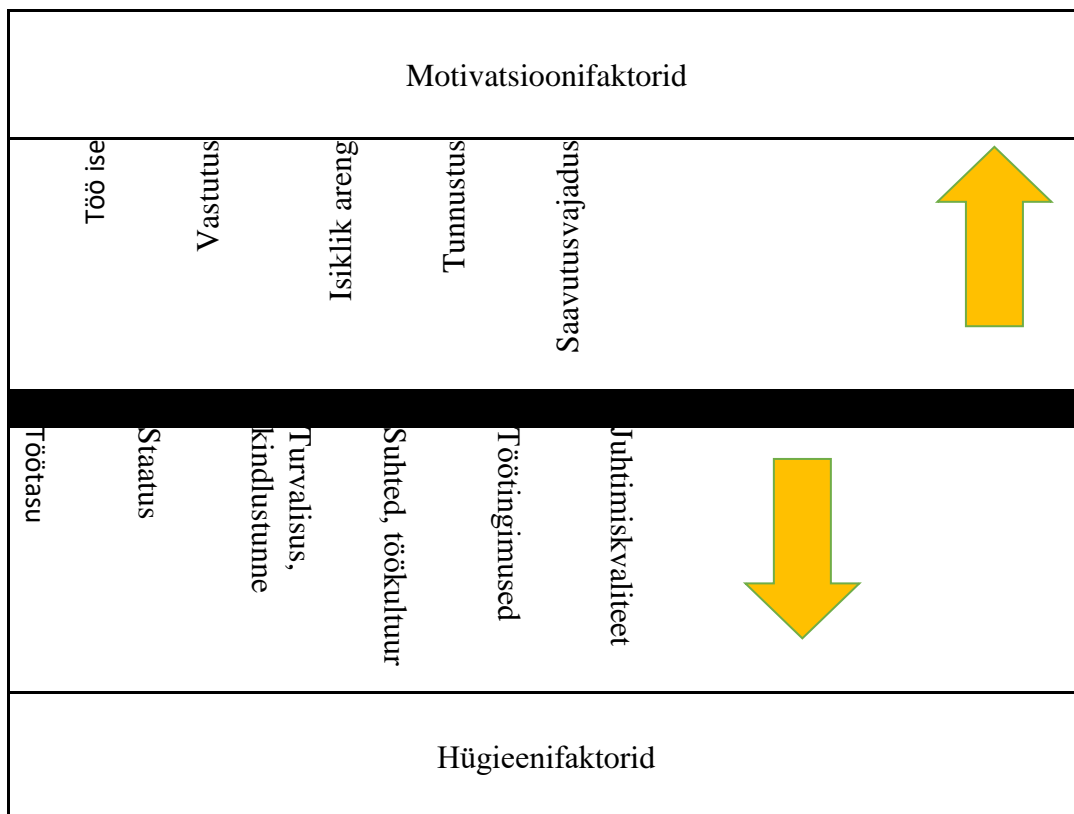 Motivatsioonifaktorid
Töö ise
Vastutus
Isiklik areng
Tunnustus
Saavutusvajadus
Töötasu
Staatus
Turvalisus,
kindlustunne
Suhted, töökultuur
Töötingimused
Juhtimiskvaliteet
Hügieenifaktorid